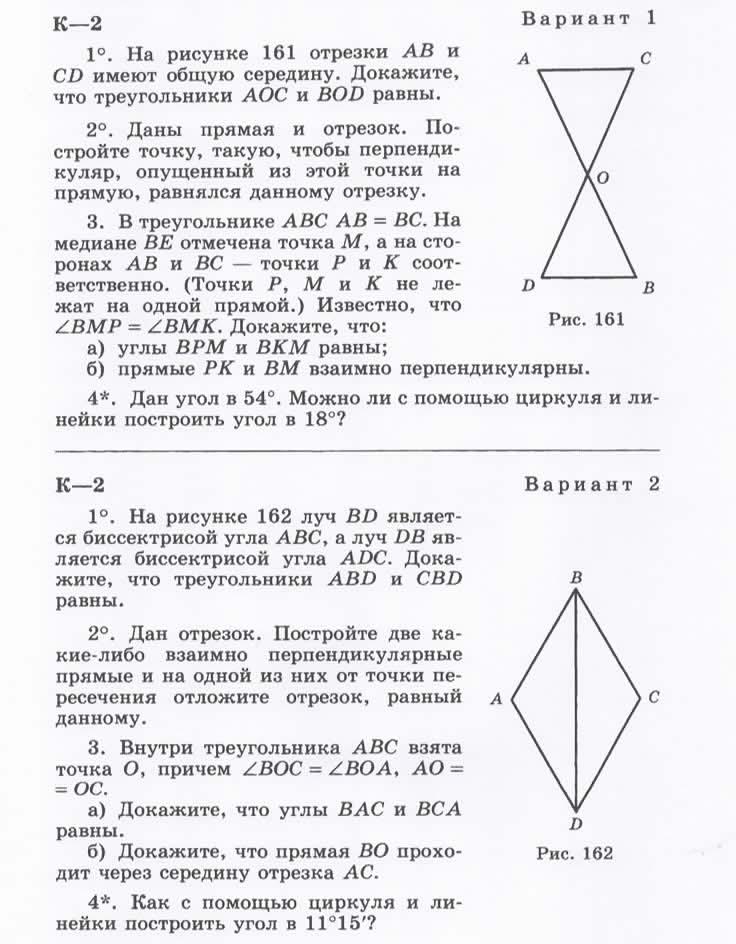 К—2
Вариант 1
1°. На рисунке 161 отрезки AB и
CD имеют общую середину. Докажите,
что треугольники AOC и BOD равны.
2°. Даны прямая и отрезок. По-
стройте точку, такую, чтобы перпенди-
куляр, опущенный из этой точки на
прямую, равнялся данному отрезку.
3. В треугольнике ABC AB = BC. На
медиане BE отмечена точка M, а на сто-
ронах AB и BC — точки P и K соот-
ветственно. (Точки P, M и K не ле-
жат на одной прямой.) Известно, что
∠BMP = ∠BMK. Докажите, что:
а) углы BPM и BKM равны;
б) прямые PK и BM взаимно перпендикулярны.
A
C
O
D
B
Рис. 161
4*. Дан угол в 54°. Можно ли с помощью циркуля и ли-
нейки построить угол в 18°?
К—2
Вариант 2
1°. На рисунке 162 луч BD являет-
ся биссектрисой угла ABC, а луч DB яв-
ляется биссектрисой угла ADC. Дока-
жите, что треугольники ABD и CBD
равны.
2°. Дан отрезок. Постройте две ка-
кие-либо взаимно перпендикулярные
прямые и на одной из них от точки пе-
ресечения отложите отрезок, равный
данному.
3. Внутри треугольника ABC взята
точка O, причем ∠BOC = ∠BOA, AO =
= OC.
а) Докажите, что углы BAC и BCA
равны.
б) Докажите, что прямая BO прохо-
дит через середину отрезка AC.
4*. Как с помощью циркуля и ли-
нейки построить угол в 11°15′?
B
A
C
D
Рис. 162